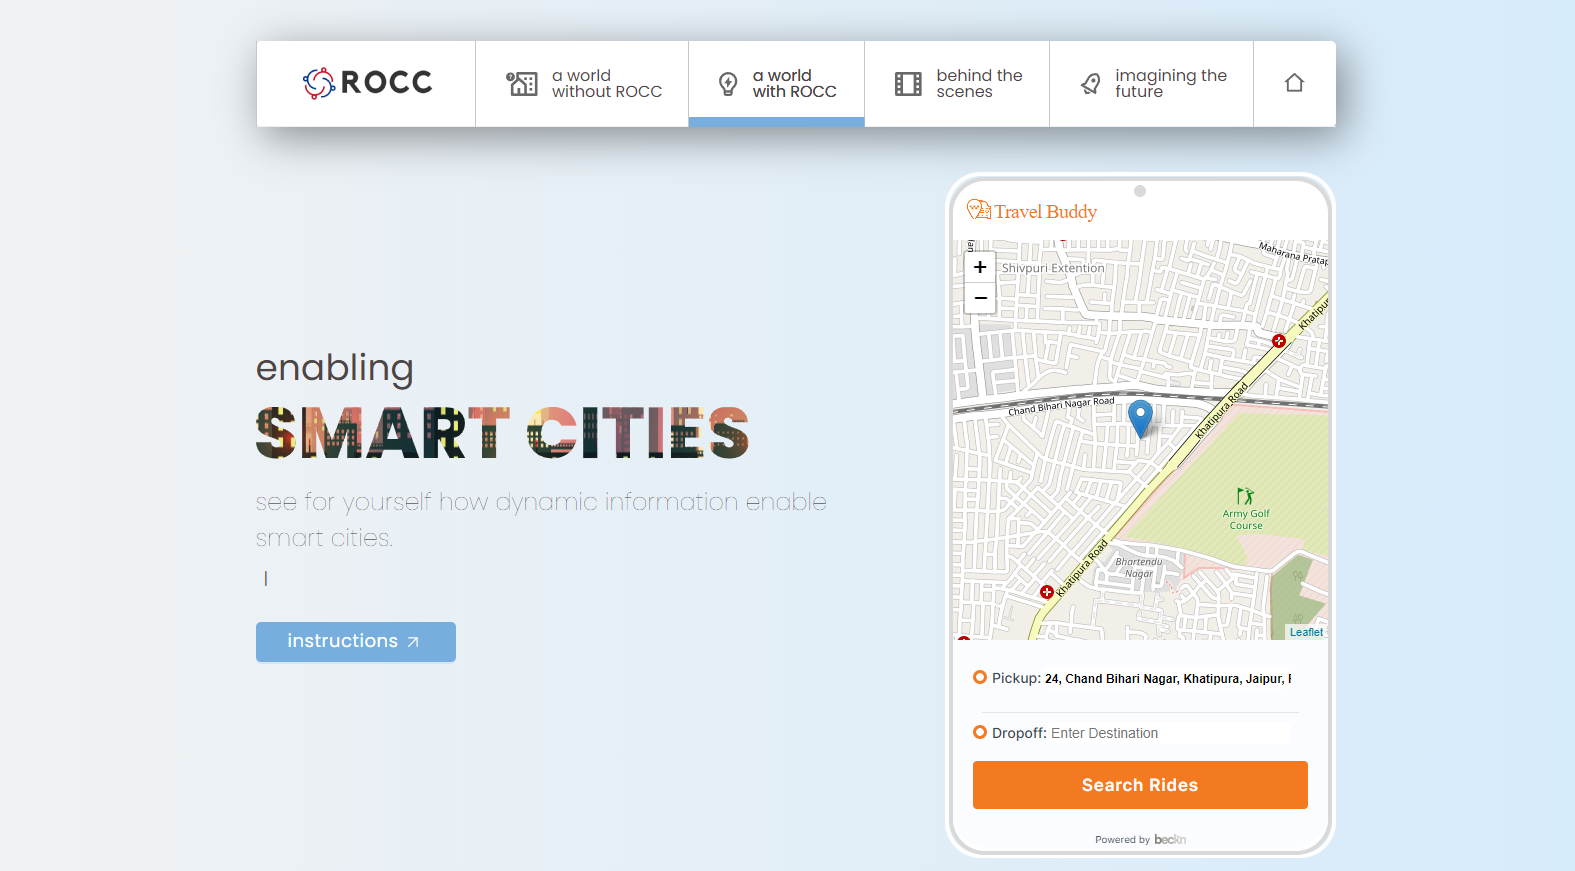 ROCC
a world
without ROCC
a world
with ROCC
behind the
scenes
imagining the
future
enabling
SMART CITIES
see for yourself how dynamic information enable
smart cities.
instructions
Travel Buddy
+
−
Shivpuri Extention
Maharana Pratap
Khatipur
Chand Bihari Nagar Road
Khatipura Road
Army Golf
Course
Bhartendu
Nagar
Khatipura Road
Leaflet
Pickup: 24, Chand Bihari Nagar, Khatipura, Jaipur,
Dropoff: Enter Destination
Search Rides
Powered by beckn